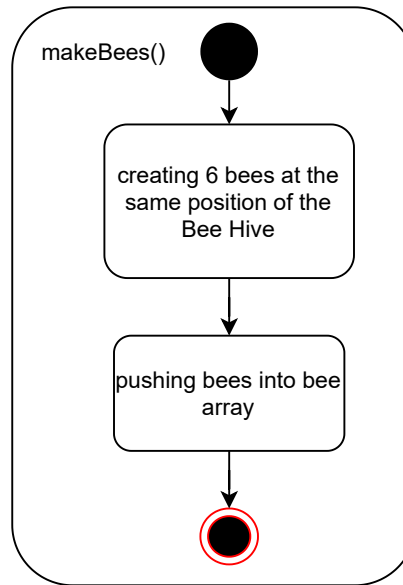 makeBees()
creating 6 bees at the
same position of the
Bee Hive
pushing bees into bee
array